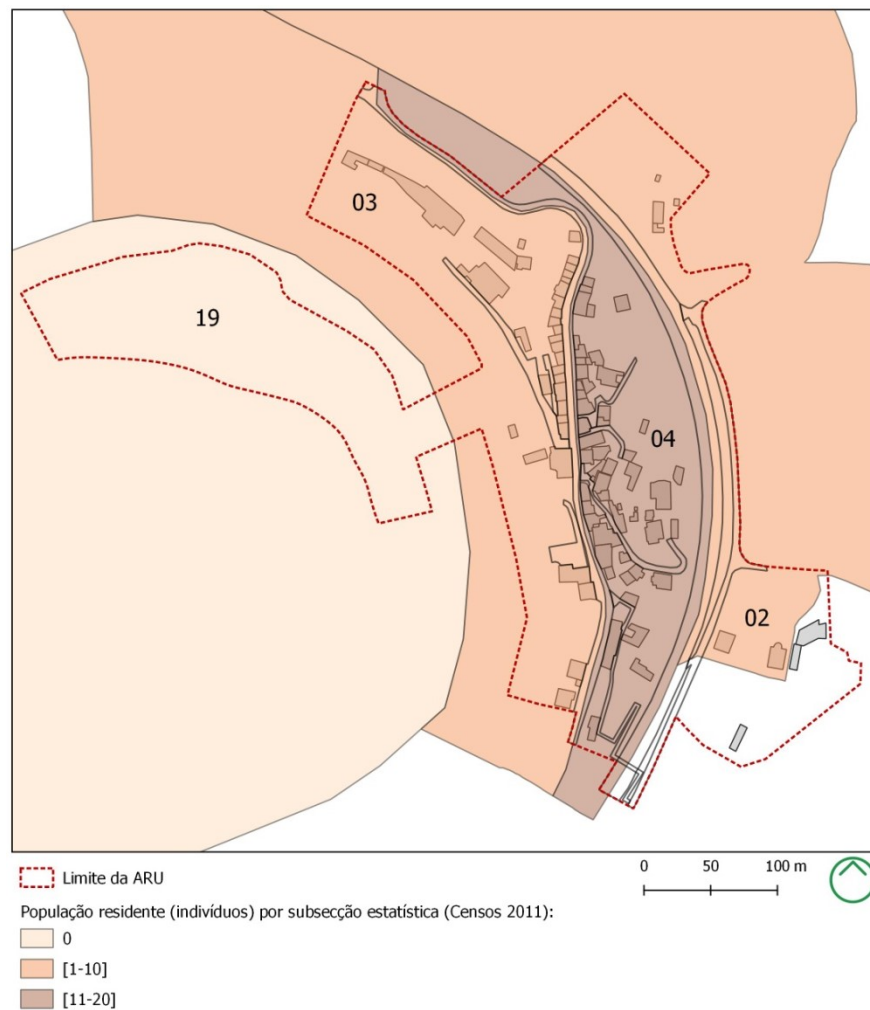 03
19
04
02
0 50 100 m
Limite da ARU
População residente (indivíduos) por subsecção estatística (Censos 2011):
0
[1-10]
[11-20]